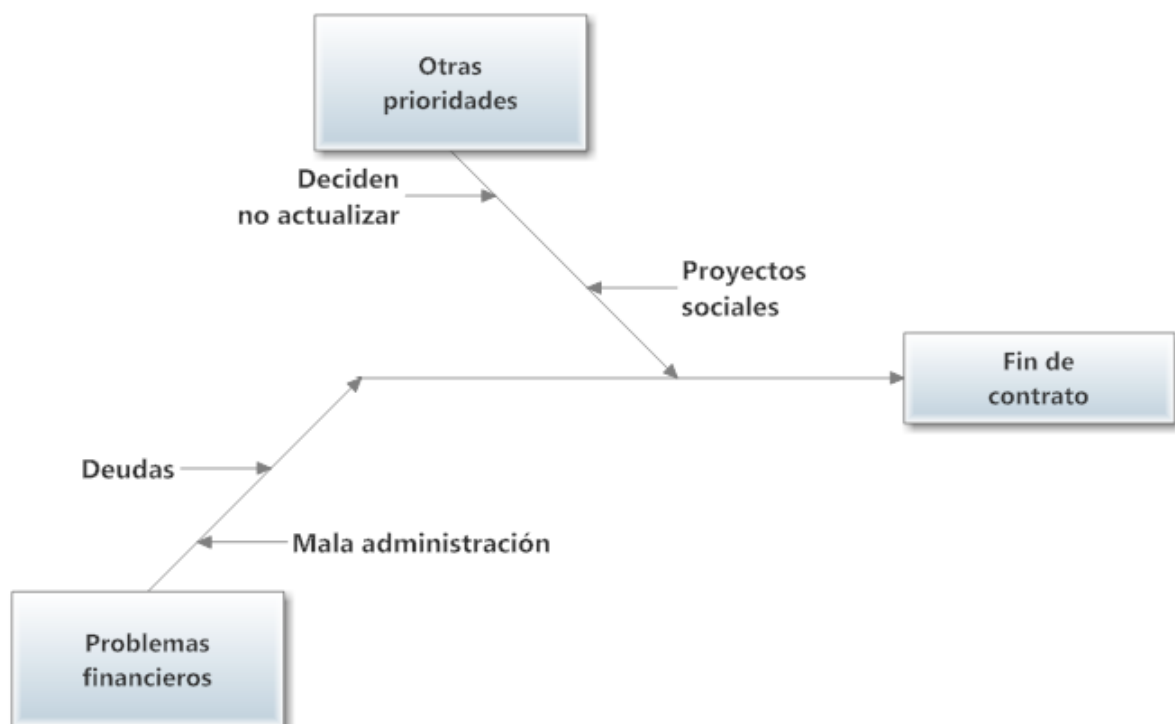 Otras
prioridades
Deciden
no actualizar
Proyectos
sociales
Fin de
contrato
Deudas
Mala administración
Problemas
financieros